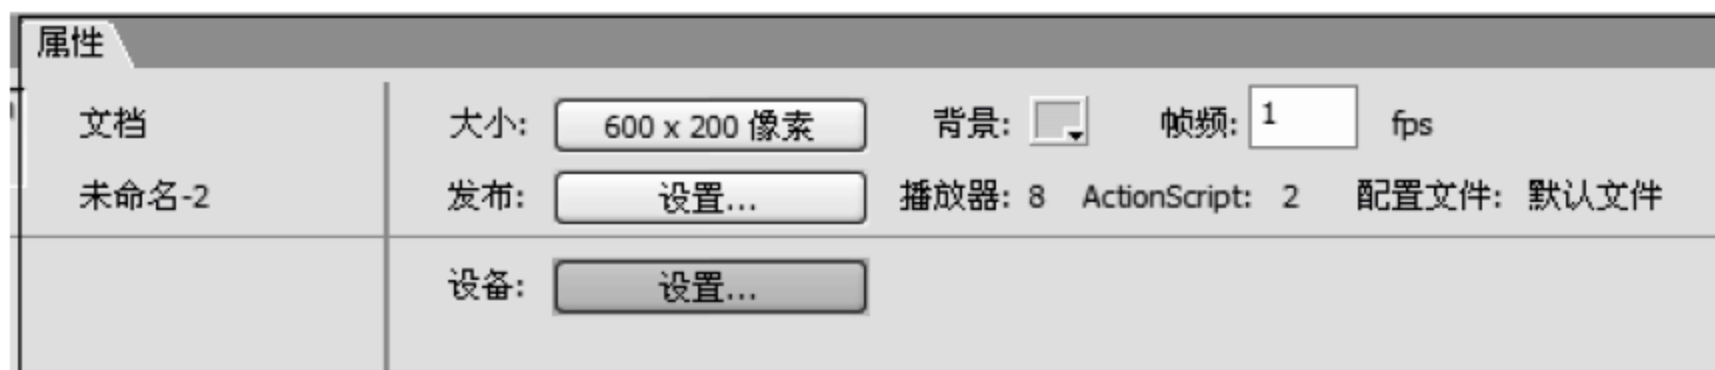 属性
文档 大小: 600 x 200 像素 背景: 帧频: 1 fps
未命名-2 发布: 设置... 播放器: 8 ActionScript: 2 配置文件: 默认文件
设备: 设置...